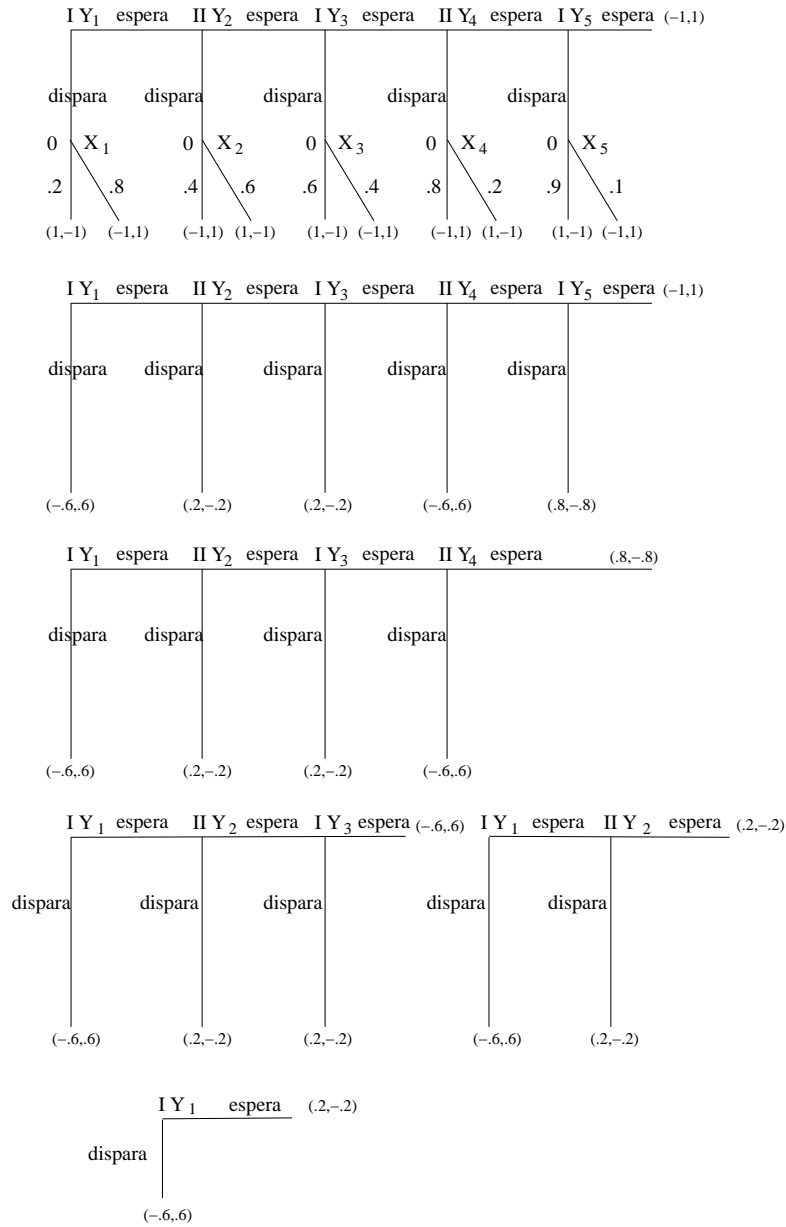 I Y1 espera II Y2 espera I Y3 espera II Y4 espera I Y5 espera (−1,1)
dispara dispara dispara dispara dispara
0 X1 0 X2 0 X3 0 X4 0 X5
.2 .8 .4 .6 .6 .4 .8 .2 .9 .1
(1,−1) (−1,1) (−1,1) (1,−1) (1,−1) (−1,1) (−1,1) (1,−1) (1,−1) (−1,1)
I Y1 espera II Y2 espera I Y3 espera II Y4 espera I Y5 espera (−1,1)
dispara dispara dispara dispara dispara
(−.6,.6) (.2,−.2) (.2,−.2) (−.6,.6) (.8,−.8)
I Y1 espera II Y2 espera I Y3 espera II Y4 espera (.8,−.8)
dispara dispara dispara dispara
(−.6,.6) (.2,−.2) (.2,−.2) (−.6,.6)
I Y1 espera II Y2 espera I Y3 espera (−.6,.6) I Y1 espera II Y2 espera (.2,−.2)
dispara dispara dispara dispara dispara
(−.6,.6) (.2,−.2) (.2,−.2) (−.6,.6) (.2,−.2)
I Y1 espera (.2,−.2)
dispara
(−.6,.6)